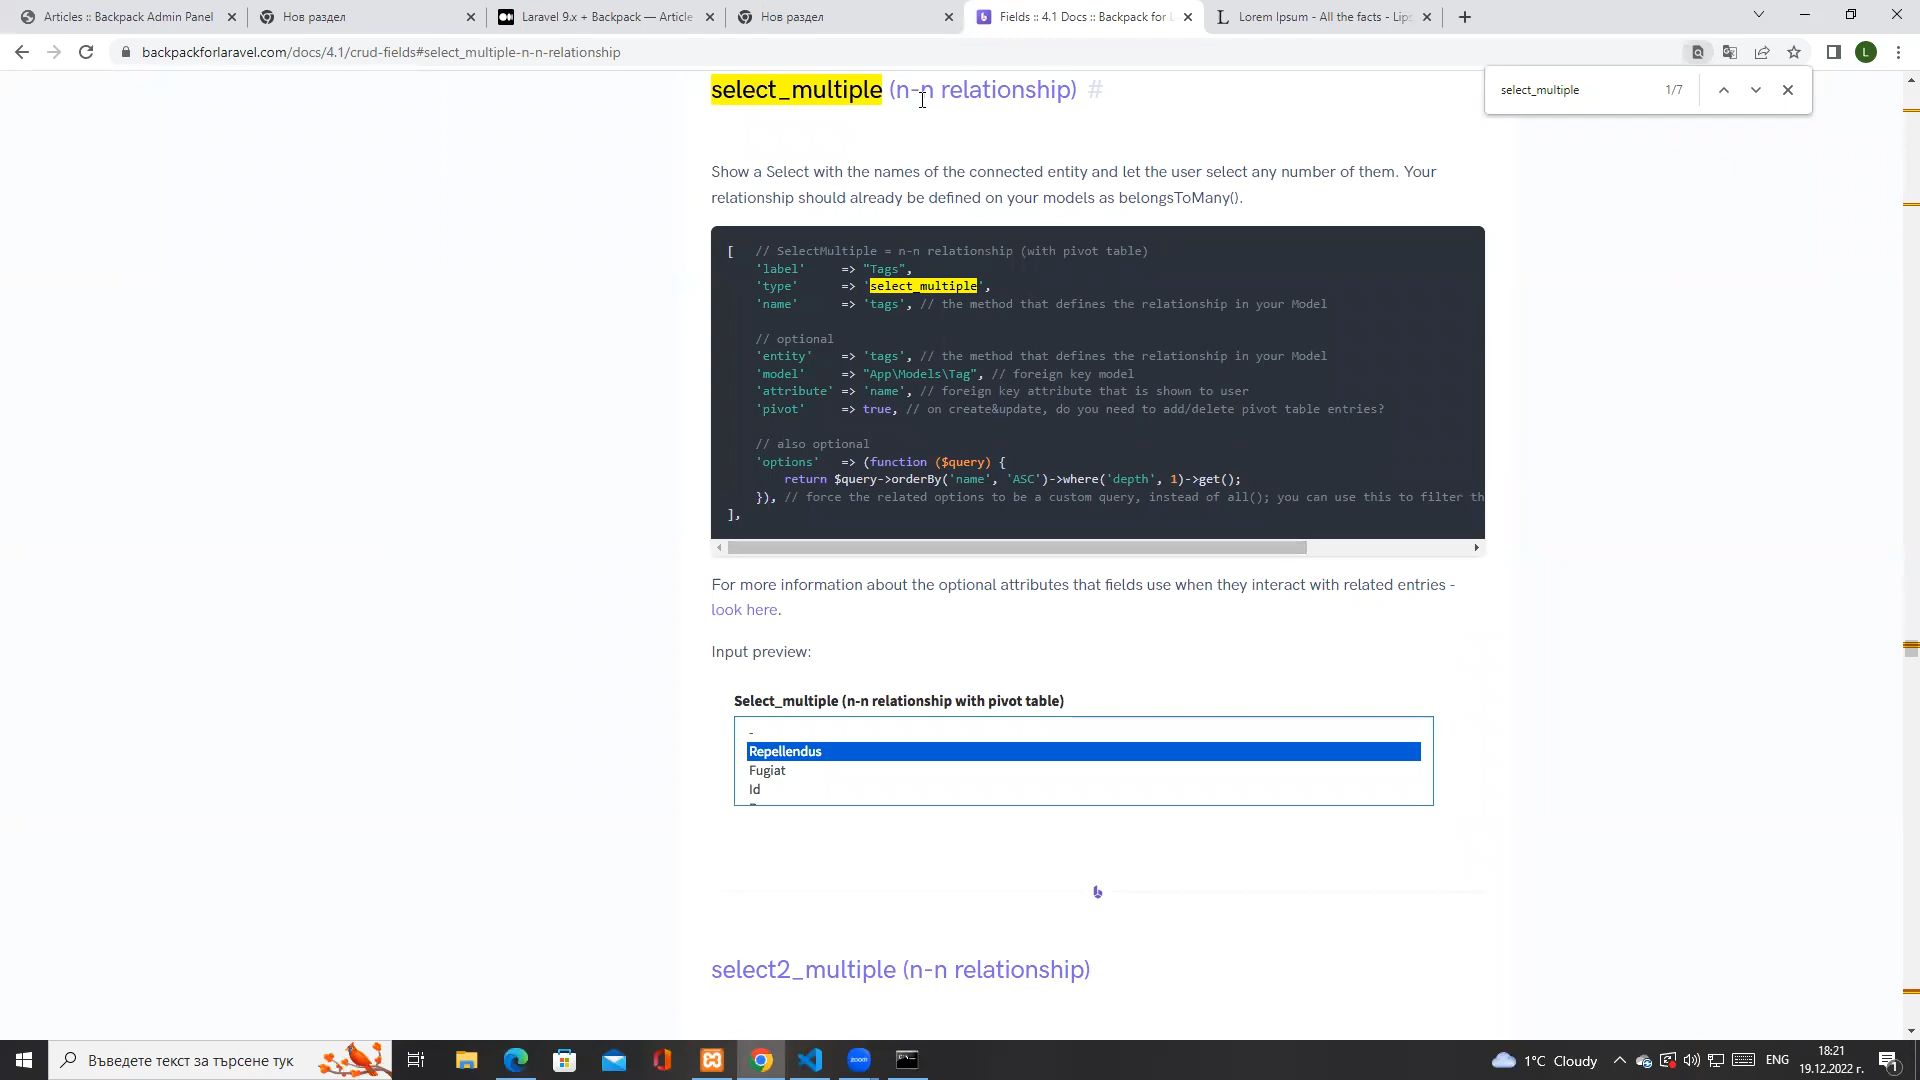 Articles :: Backpack Admin Panel
Нов раздел
Laravel 9.x + Backpack — Article
Нов раздел
Fields :: 4.1 Docs :: Backpack for L
Lorem Ipsum - All the facts - Lips
backpackforlaravel.com/docs/4.1/crud-fields#select_multiple-n-n-relationship
L
select_multiple
1/7
select_multiple (n-n relationship) #
Show a Select with the names of the connected entity and let the user select any number of them. Your
relationship should already be defined on your models as belongsToMany().
[   // SelectMultiple = n-n relationship (with pivot table)
    'label'     => "Tags",
    'type'      => 'select_multiple',
    'name'      => 'tags', // the method that defines the relationship in your Model
    // optional
    'entity'    => 'tags', // the method that defines the relationship in your Model
    'model'     => "App\Models\Tag", // foreign key model
    'attribute' => 'name', // foreign key attribute that is shown to user
    'pivot'     => true, // on create&update, do you need to add/delete pivot table entries?
    // also optional
    'options'   => (function ($query) {
        return $query->orderBy('name', 'ASC')->where('depth', 1)->get();
    }), // force the related options to be a custom query, instead of all(); you can use this to filter th
],
For more information about the optional attributes that fields use when they interact with related entries -
look here.
Input preview:
Select_multiple (n-n relationship with pivot table)
-
Repellendus
Fugiat
Id
select2_multiple (n-n relationship)
Въведете текст за търсене тук
zoom
1°C Cloudy
ENG
18:21
19.12.2022 г.
1